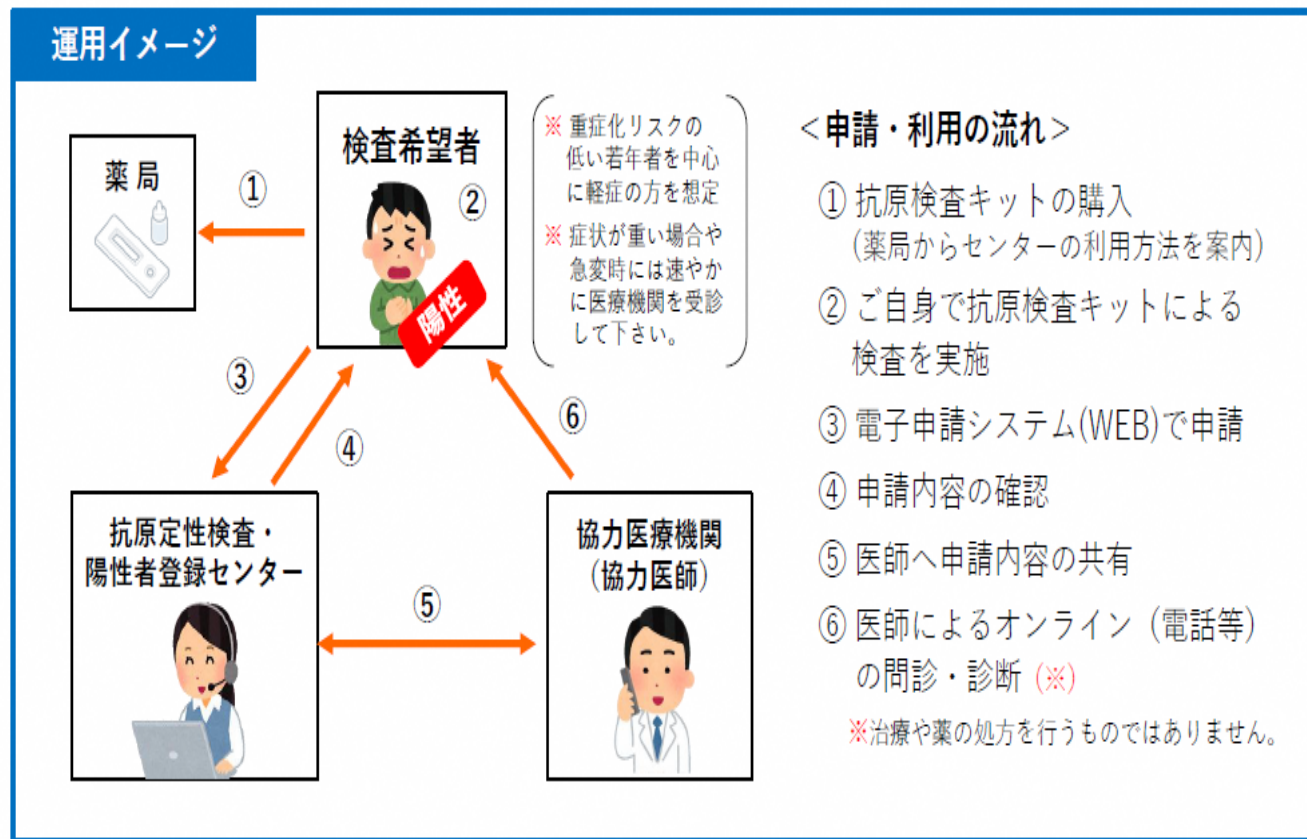 運用イメージ
薬局
①
検査希望者
②
陽性
※ 重症化リスクの
低い若年者を中心
に軽症の方を想定
※ 症状が重い場合や
急変時には速やか
に医療機関を受診
して下さい。
③
④
⑥
抗原定性検査・
陽性者登録センター
⑤
協力医療機関
(協力医師)
＜申請・利用の流れ＞
① 抗原検査キットの購入
(薬局からセンターの利用方法を案内)
② ご自身で抗原検査キットによる
検査を実施
③ 電子申請システム(WEB)で申請
④ 申請内容の確認
⑤ 医師へ申請内容の共有
⑥ 医師によるオンライン（電話等）
の問診・診断 (※)
※治療や薬の処方を行うものではありません。